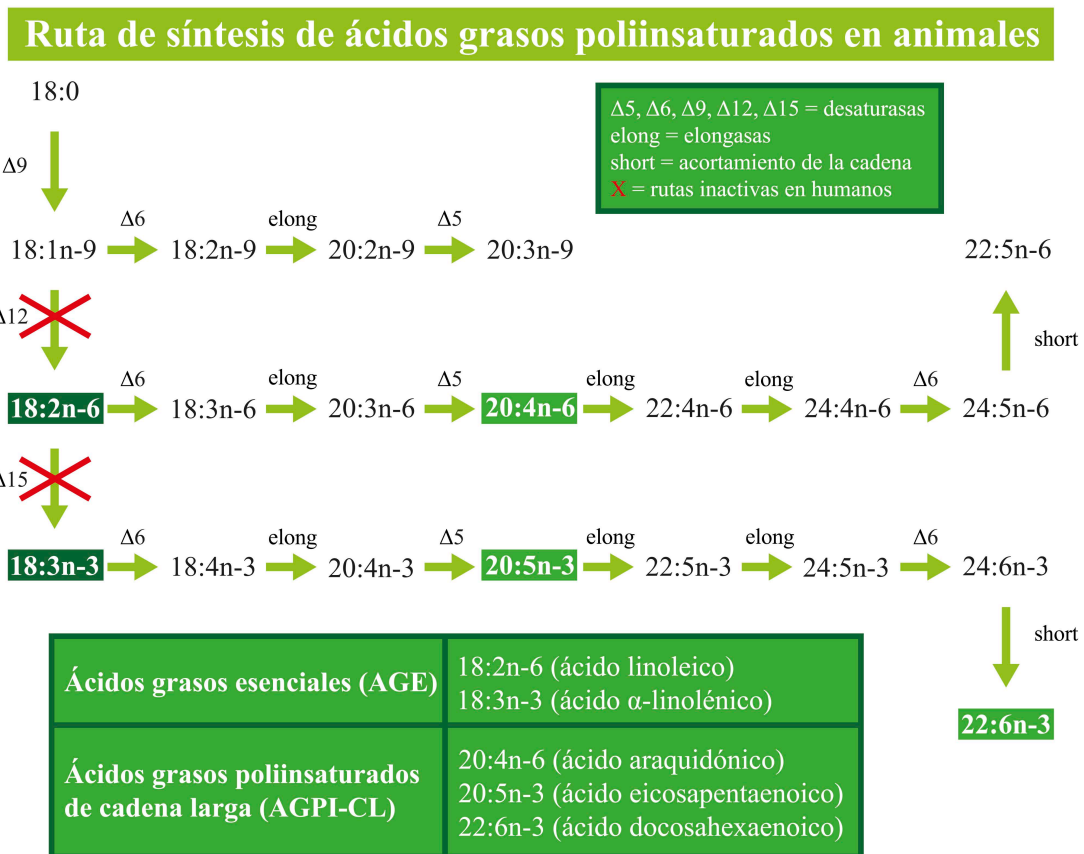 Ruta de síntesis de ácidos grasos poliinsaturados en animales
18:0
Δ5, Δ6, Δ9, Δ12, Δ15 = desaturasas
elong = elongasas
short = acortamiento de la cadena
X = rutas inactivas en humanos
Δ9
Δ6 elong Δ5
18:1n-9 18:2n-9 20:2n-9 20:3n-9 22:5n-6
Δ12
short
Δ6 elong Δ5 elong elong Δ6
18:2n-6 18:3n-6 20:3n-6 20:4n-6 22:4n-6 24:4n-6 24:5n-6
Δ15
Δ6 elong Δ5 elong elong Δ6
18:3n-3 18:4n-3 20:4n-3 20:5n-3 22:5n-3 24:5n-3 24:6n-3
short
22:6n-3
Ácidos grasos esenciales (AGE)
18:2n-6 (ácido linoleico)
18:3n-3 (ácido α-linolénico)
Ácidos grasos poliinsaturados
de cadena larga (AGPI-CL)
20:4n-6 (ácido araquidónico)
20:5n-3 (ácido eicosapentaenoico)
22:6n-3 (ácido docosahexaenoico)